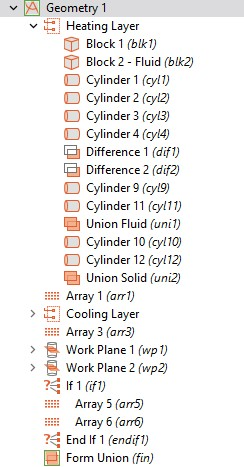 Geometry 1
Heating Layer
Block 1 (blk1)
Block 2 - Fluid (blk2)
Cylinder 1 (cyl1)
Cylinder 2 (cyl2)
Cylinder 3 (cyl3)
Cylinder 4 (cyl4)
Difference 1 (dif1)
Difference 2 (dif2)
Cylinder 9 (cyl9)
Cylinder 11 (cyl11)
Union Fluid (uni1)
Cylinder 10 (cyl10)
Cylinder 12 (cyl12)
Union Solid (uni2)
Array 1 (arr1)
Cooling Layer
Array 3 (arr3)
Work Plane 1 (wp1)
Work Plane 2 (wp2)
If 1 (if1)
Array 5 (arr5)
Array 6 (arr6)
End If 1 (endif1)
Form Union (fin)